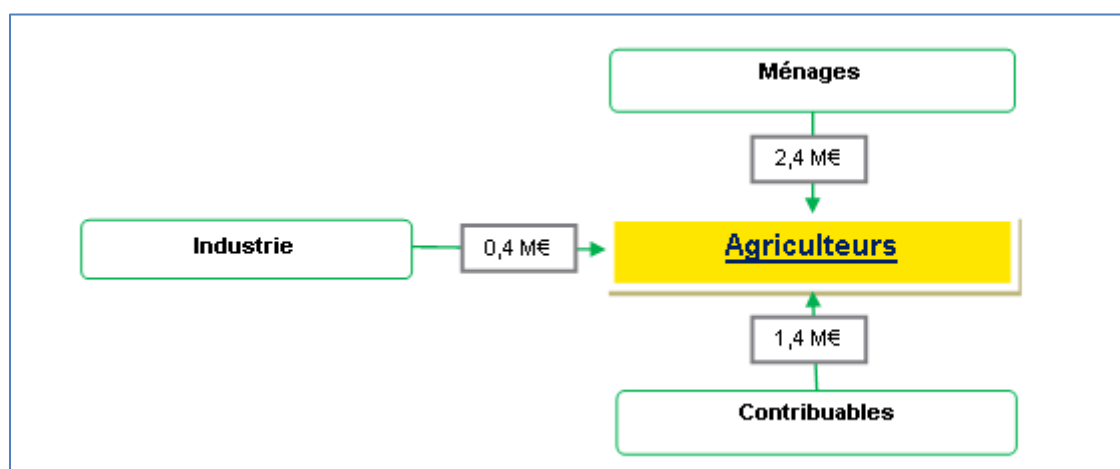 Ménages
2,4 M€
Industrie
0,4 M€
Agriculteurs
1,4 M€
Contribuables